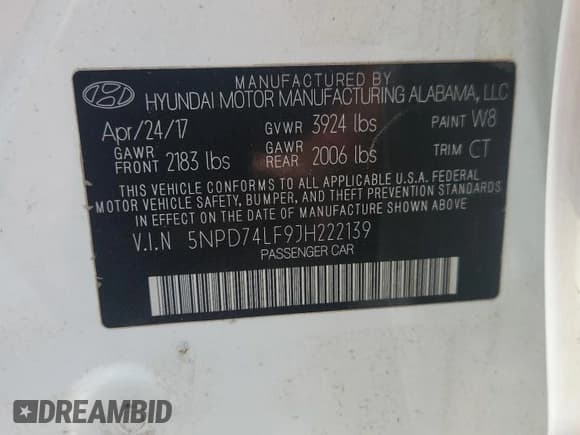 MANUFACTURED BY
HYUNDAI MOTOR MANUFACTURING ALABAMA, LLC
Apr/24/17 GVWR 3924 lbs PAINT W8
GAWR FRONT 2183 lbs GAWR REAR 2006 lbs TRIM CT
THIS VEHICLE CONFORMS TO ALL APPLICABLE U.S.A. FEDERAL
MOTOR VEHICLE SAFETY, BUMPER, AND THEFT PREVENTION STANDARDS
IN EFFECT ON THE DATE OF MANUFACTURE SHOWN ABOVE.
V.I.N 5NPD74LF9JH222139
PASSENGER CAR
DREAMBID